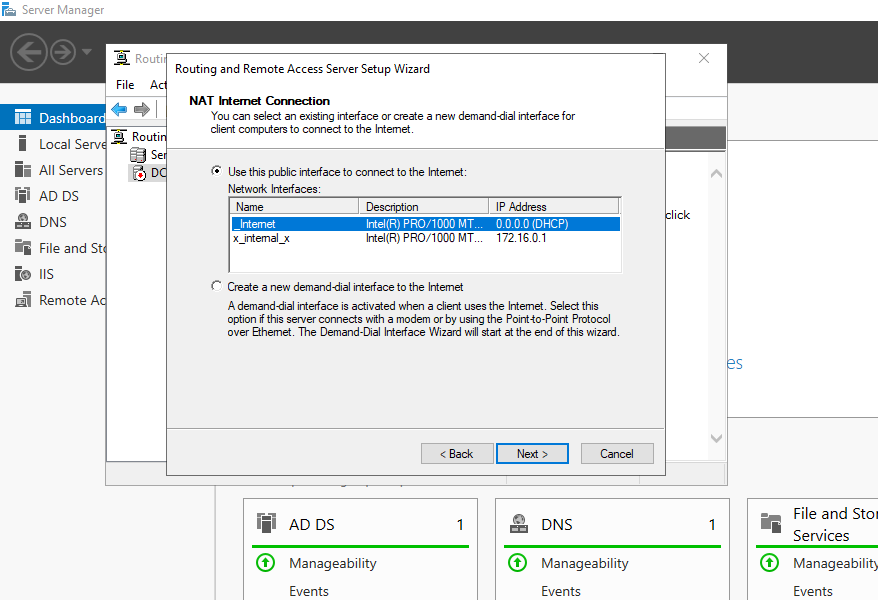 Server Manager
Routin
File Act
Dashboard
Local Serve
All Servers
AD DS
DNS
File and Sto
IIS
Remote Ac
Routin
Ser
DC
Routing and Remote Access Server Setup Wizard
NAT Internet Connection
You can select an existing interface or create a new demand-dial interface for
client computers to connect to the Internet.
Use this public interface to connect to the Internet:
Network Interfaces:
Name Description IP Address
_Internet Intel(R) PRO/1000 MT... 0.0.0.0 (DHCP)
x_internal_x Intel(R) PRO/1000 MT... 172.16.0.1
Create a new demand-dial interface to the Internet
A demand-dial interface is activated when a client uses the Internet. Select this
option if this server connects with a modem or by using the Point-to-Point Protocol
over Ethernet. The Demand-Dial Interface Wizard will start at the end of this wizard.
< Back Next > Cancel
click
es
AD DS 1
Manageability
Events
DNS 1
Manageability
Events
File and Stor
Services
Manageability
Events